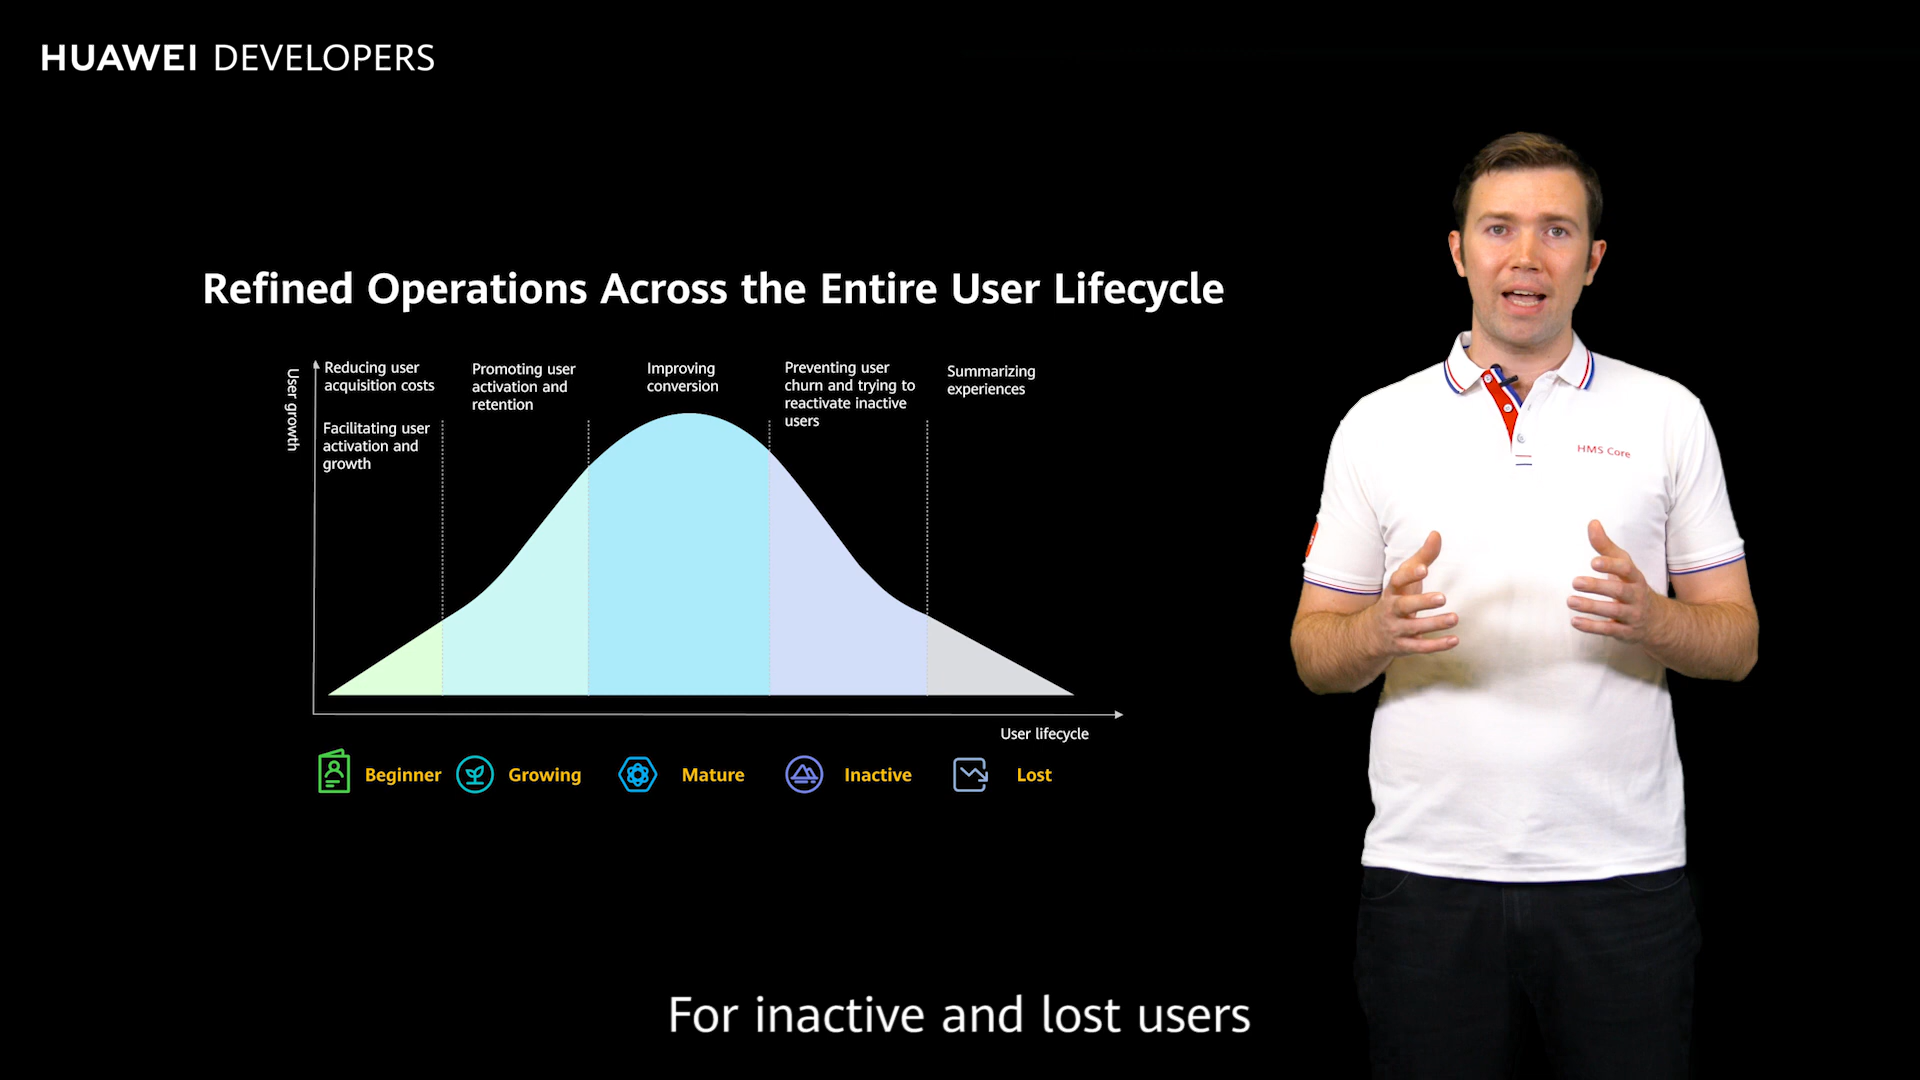 HUAWEI DEVELOPERS
Refined Operations Across the Entire User Lifecycle
User growth
Reducing user
acquisition costs
Facilitating user
activation and
growth
Promoting user
activation and
retention
Improving
conversion
Preventing user
churn and trying to
reactivate inactive
users
Summarizing
experiences
User lifecycle
Beginner
Growing
Mature
Inactive
Lost
HMS Core
For inactive and lost users